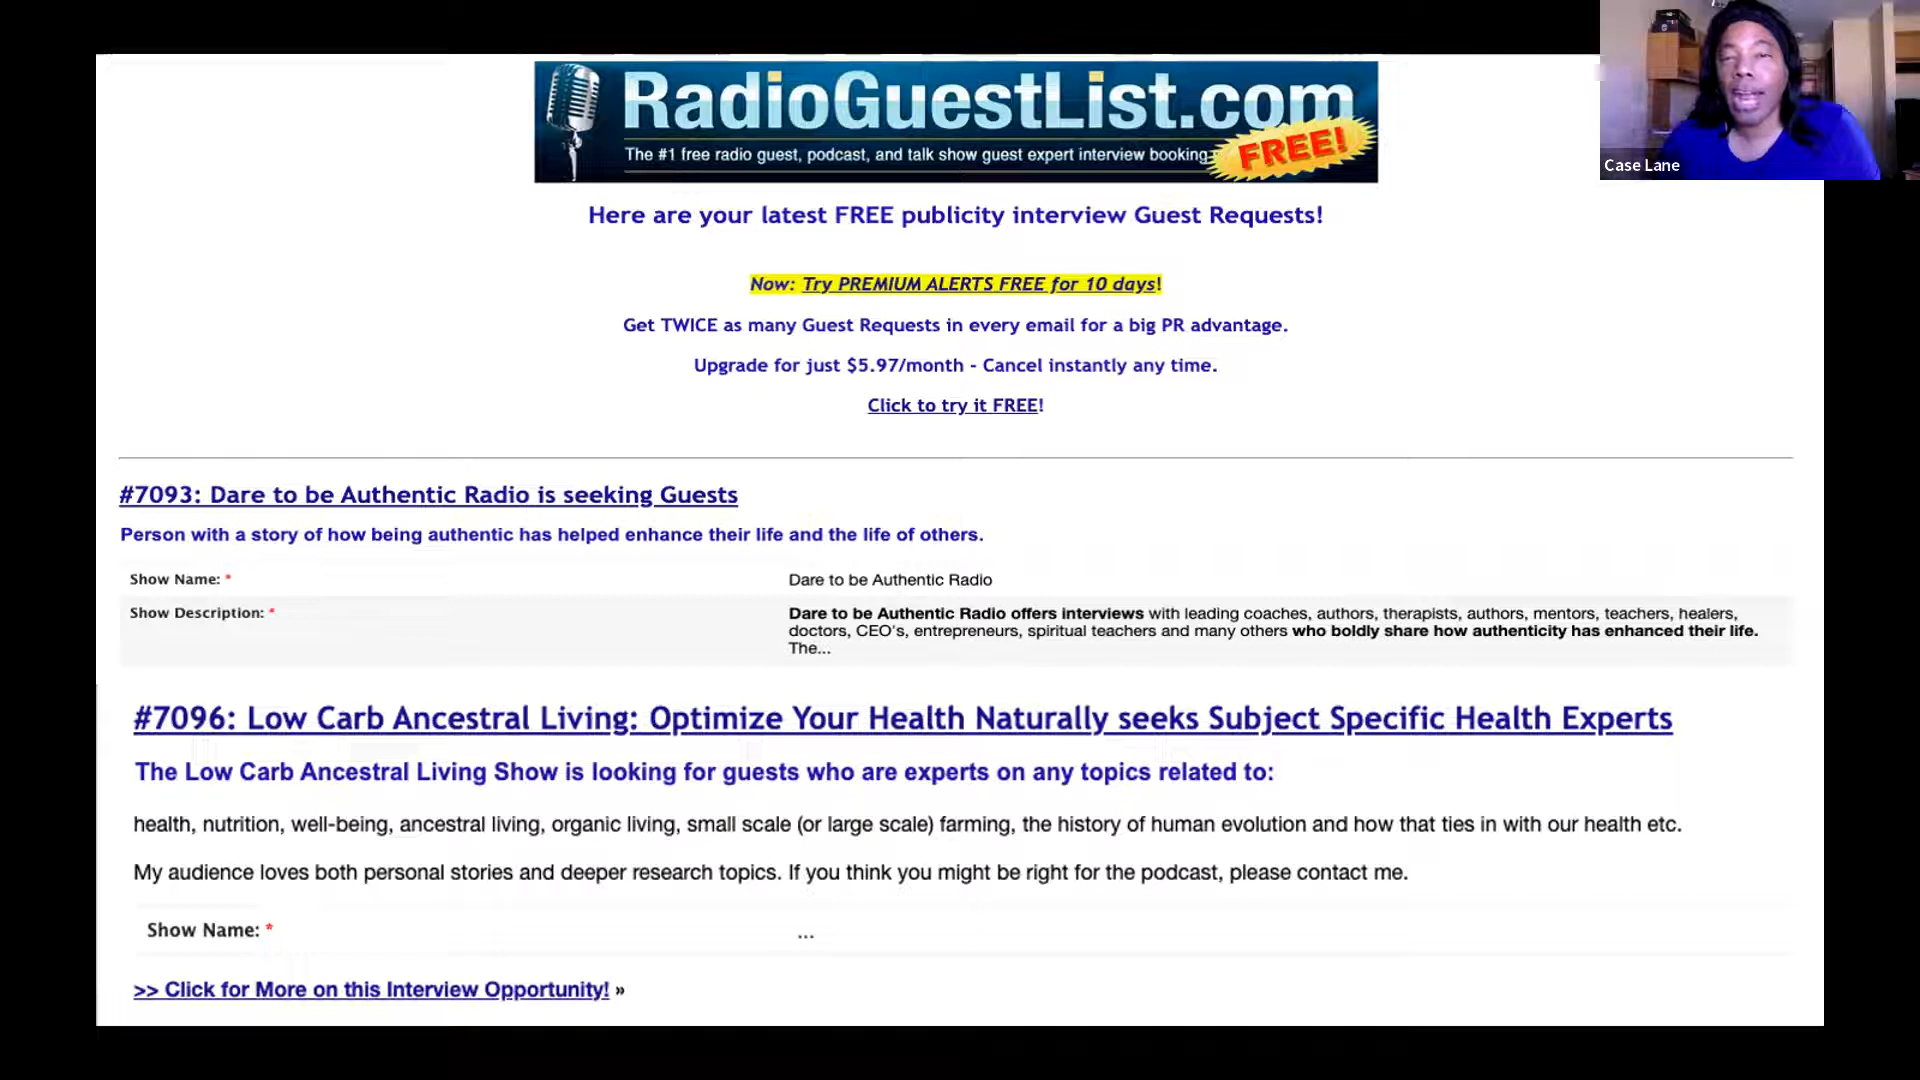 RadioGuestList.com
The #1 free radio guest, podcast, and talk show guest expert interview booking
FREE!
Case Lane
Here are your latest FREE publicity interview Guest Requests!
Now: Try PREMIUM ALERTS FREE for 10 days!
Get TWICE as many Guest Requests in every email for a big PR advantage.
Upgrade for just $5.97/month - Cancel instantly any time.
Click to try it FREE!
#7093: Dare to be Authentic Radio is seeking Guests
Person with a story of how being authentic has helped enhance their life and the life of others.
Show Name: * Dare to be Authentic Radio
Show Description: * Dare to be Authentic Radio offers interviews with leading coaches, authors, therapists, authors, mentors, teachers, healers,
doctors, CEO's, entrepreneurs, spiritual teachers and many others who boldly share how authenticity has enhanced their life.
The...
#7096: Low Carb Ancestral Living: Optimize Your Health Naturally seeks Subject Specific Health Experts
The Low Carb Ancestral Living Show is looking for guests who are experts on any topics related to:
health, nutrition, well-being, ancestral living, organic living, small scale (or large scale) farming, the history of human evolution and how that ties in with our health etc.
My audience loves both personal stories and deeper research topics. If you think you might be right for the podcast, please contact me.
Show Name: * ...
>> Click for More on this Interview Opportunity! »